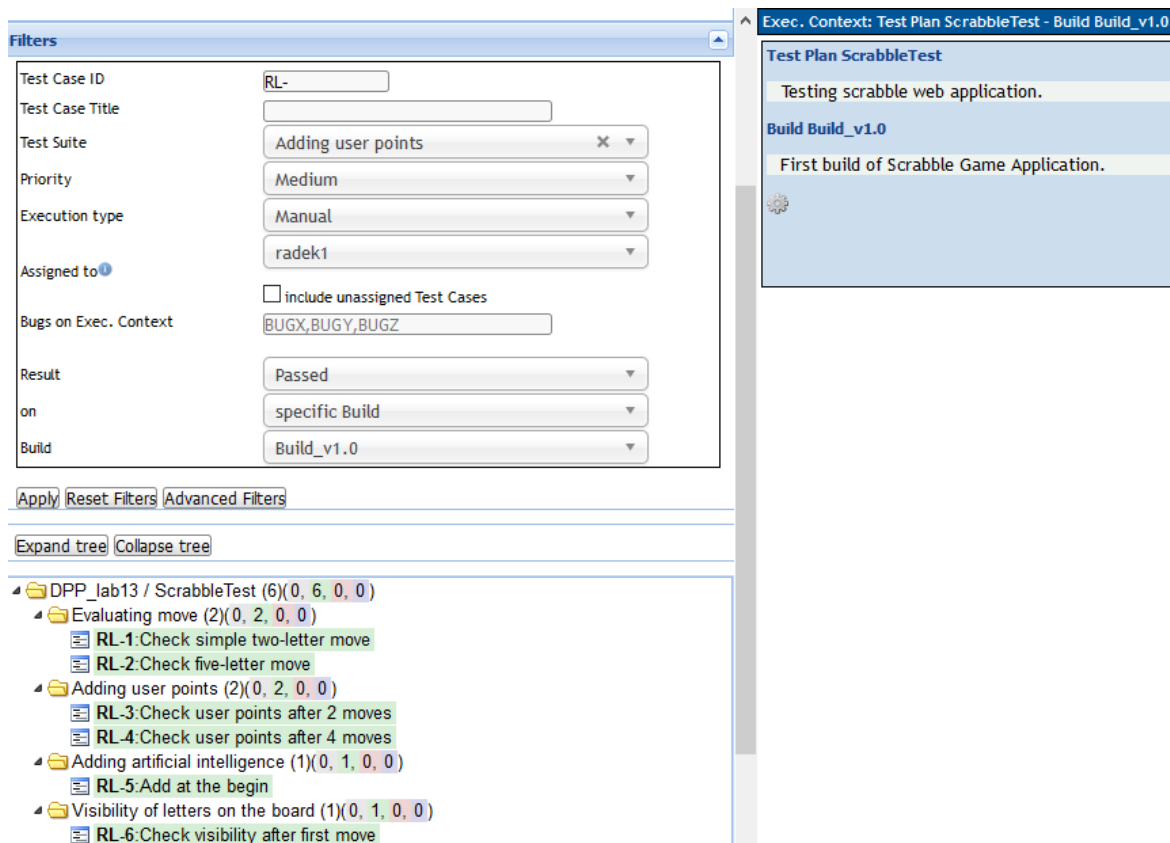 Filters
Test Case ID RL-
Test Case Title
Test Suite Adding user points
Priority Medium
Execution type Manual
radek1
Assigned to
include unassigned Test Cases
Bugs on Exec. Context BUGX,BUGY,BUGZ
Result Passed
on specific Build
Build Build_v1.0
Apply Reset Filters Advanced Filters
Expand tree Collapse tree
DPP_lab13 / ScrabbleTest (6)(0, 6, 0, 0)
Evaluating move (2)(0, 2, 0, 0)
RL-1:Check simple two-letter move
RL-2:Check five-letter move
Adding user points (2)(0, 2, 0, 0)
RL-3:Check user points after 2 moves
RL-4:Check user points after 4 moves
Adding artificial intelligence (1)(0, 1, 0, 0)
RL-5:Add at the begin
Visibility of letters on the board (1)(0, 1, 0, 0)
RL-6:Check visibility after first move
Exec. Context: Test Plan ScrabbleTest - Build Build_v1.0
Test Plan ScrabbleTest
Testing scrabble web application.
Build Build_v1.0
First build of Scrabble Game Application.